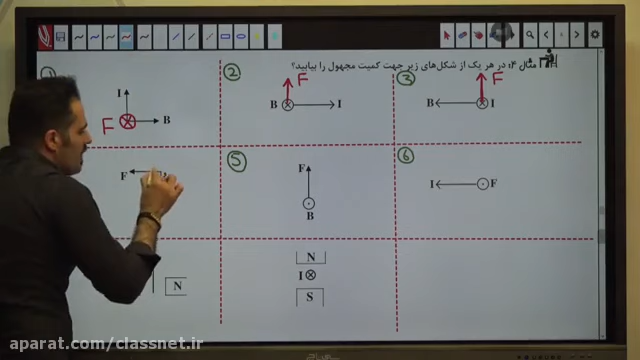 مثال ۴: در هر یک از شکل‌های زیر جهت کمیت مجهول را بیابید؟
1
I
F
B
2
F
B
I
3
F
B
I
F
5
F
B
6
I
F
N
N
I
S
aparat.com/classnet.ir